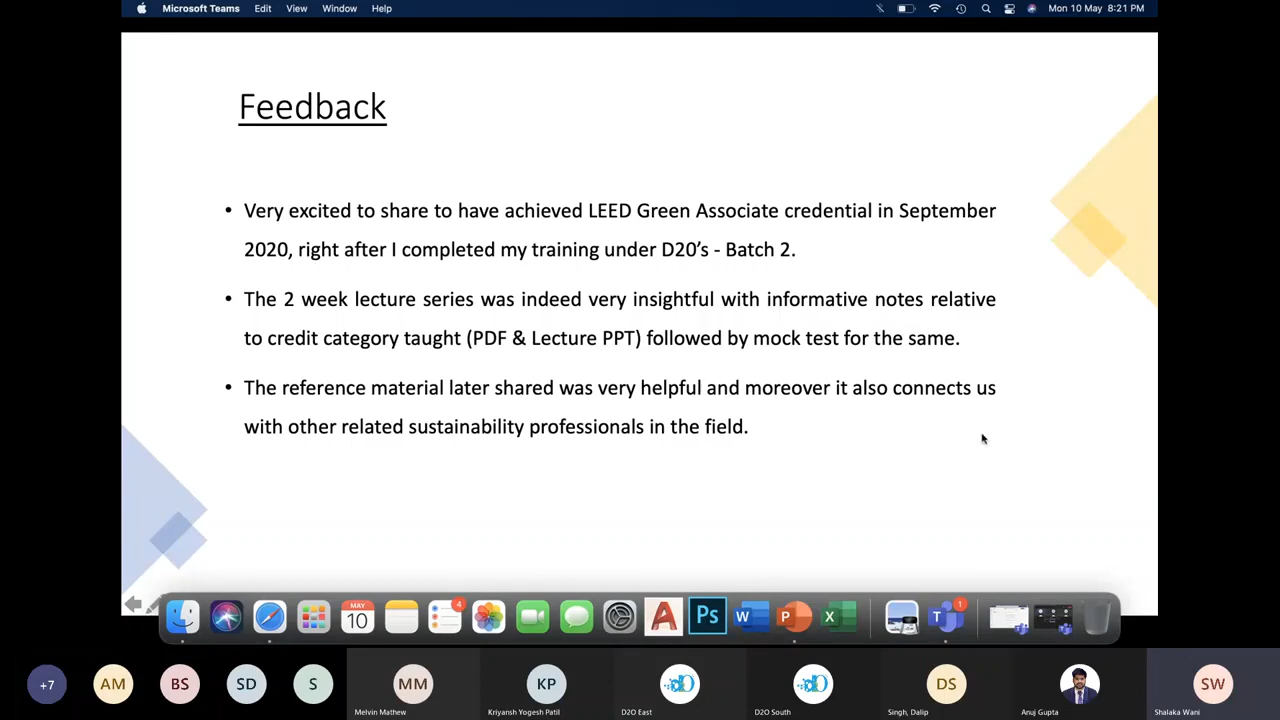 Microsoft Teams Edit View Window Help Mon 10 May 8:21 PM
Feedback
• Very excited to share to have achieved LEED Green Associate credential in September
2020, right after I completed my training under D20's - Batch 2.
• The 2 week lecture series was indeed very insightful with informative notes relative
to credit category taught (PDF & Lecture PPT) followed by mock test for the same.
• The reference material later shared was very helpful and moreover it also connects us
with other related sustainability professionals in the field.
MAY
10
4
A
Ps
W
P
X
T
1
+7 AM BS SD S MM KP DS SW
Melvin Mathew Kriyansh Yogesh Patil D2O East D2O South Singh, Dalip Anuj Gupta Shalaka Wani